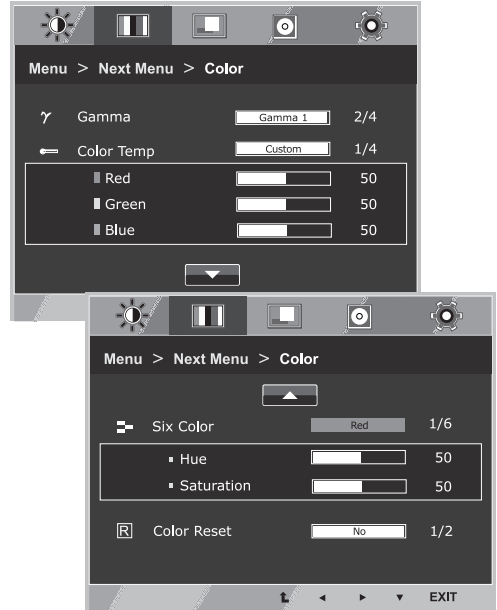 Menu > Next Menu > Color
γ Gamma Gamma 1 2/4
Color Temp Custom 1/4
Red 50
Green 50
Blue 50
Menu > Next Menu > Color
Six Color Red 1/6
Hue 50
Saturation 50
R Color Reset No 1/2
EXIT